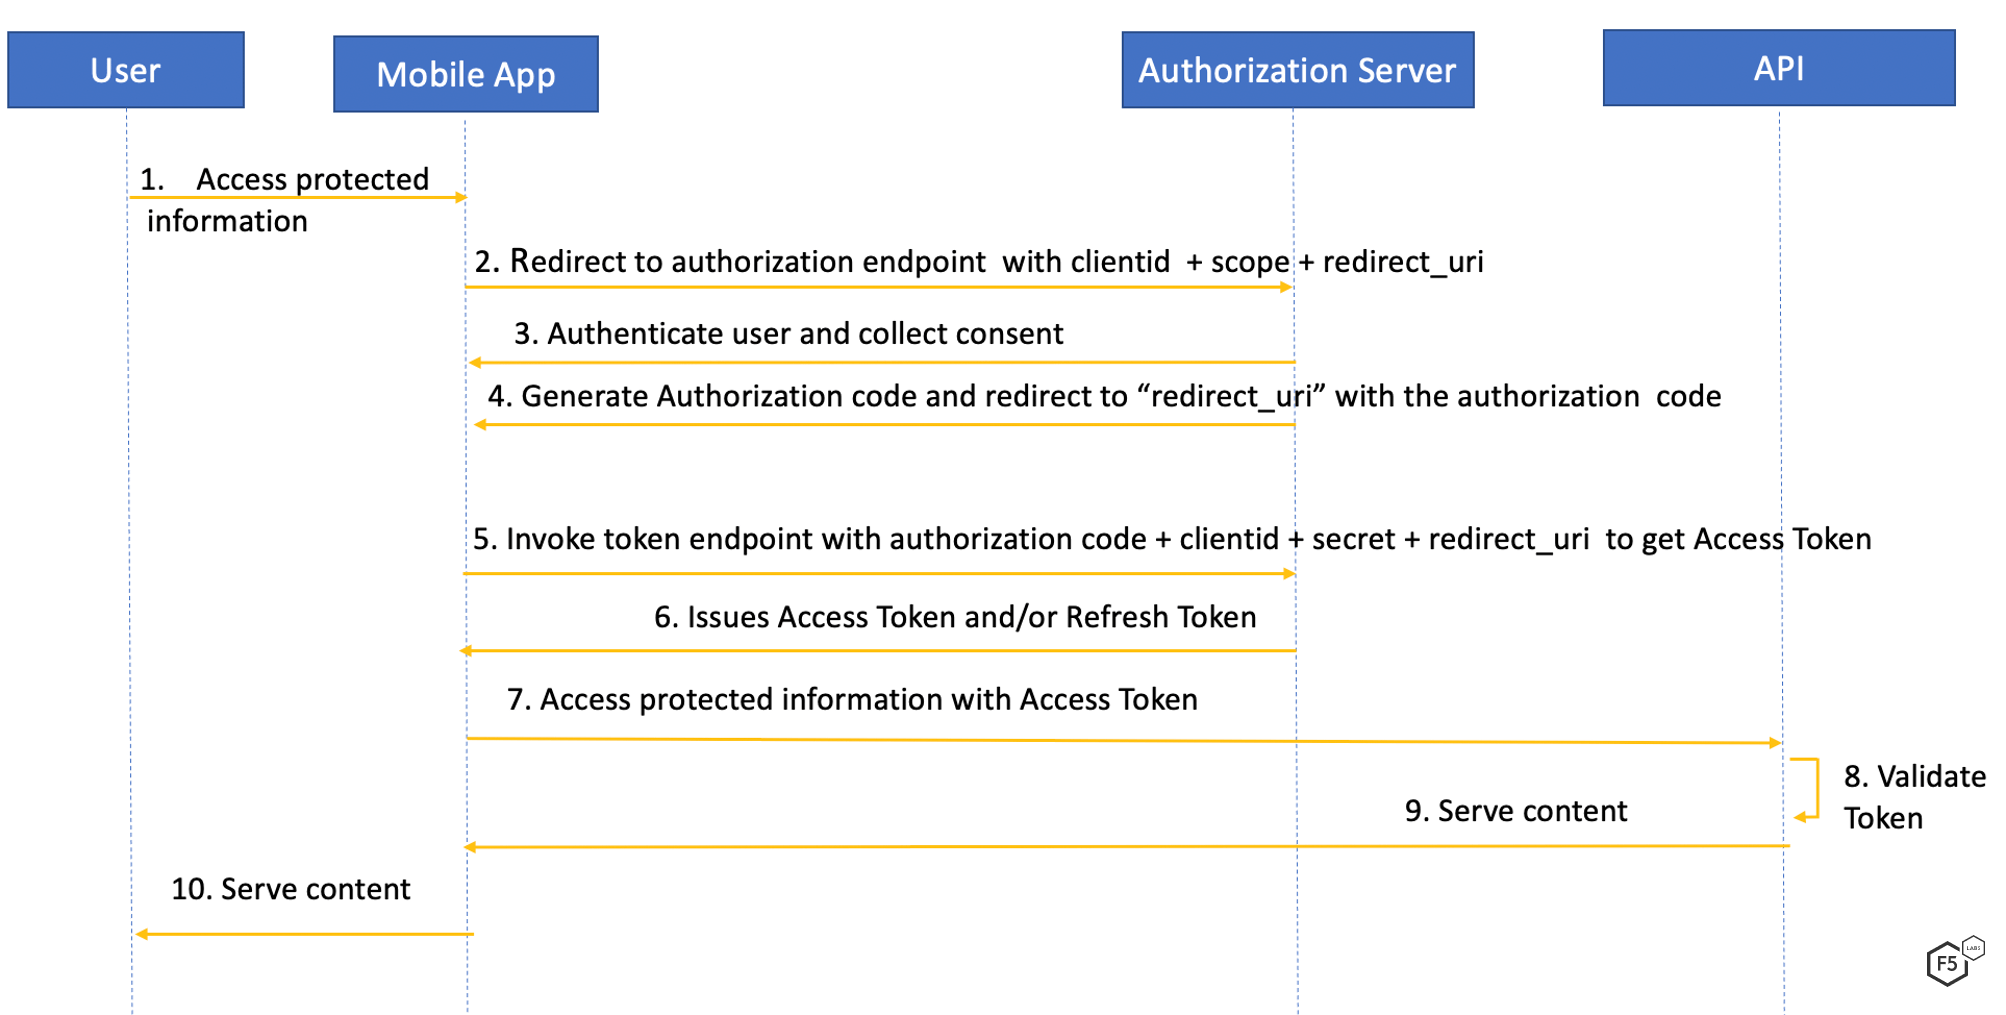 User
Mobile App
Authorization Server
API
1. Access protected
information
2. Redirect to authorization endpoint with clientid + scope + redirect_uri
3. Authenticate user and collect consent
4. Generate Authorization code and redirect to “redirect_uri” with the authorization code
5. Invoke token endpoint with authorization code + clientid + secret + redirect_uri to get Access Token
6. Issues Access Token and/or Refresh Token
7. Access protected information with Access Token
8. Validate
Token
9. Serve content
10. Serve content
LABS
F5